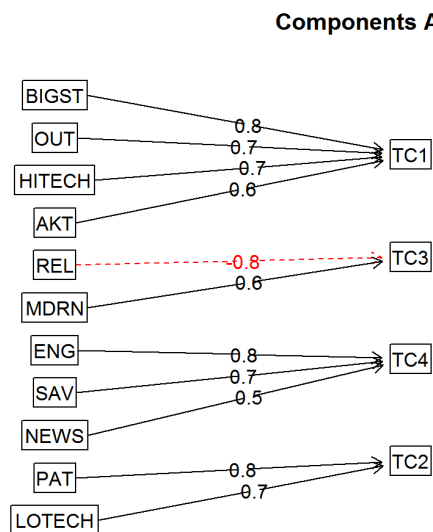 Components A
BIGST
0.8
OUT
0.7
TC1
HITECH
0.7
AKT
0.6
REL
-0.8
TC3
MDRN
0.6
ENG
0.8
TC4
SAV
0.7
NEWS
0.5
PAT
0.8
TC2
LOTECH
0.7